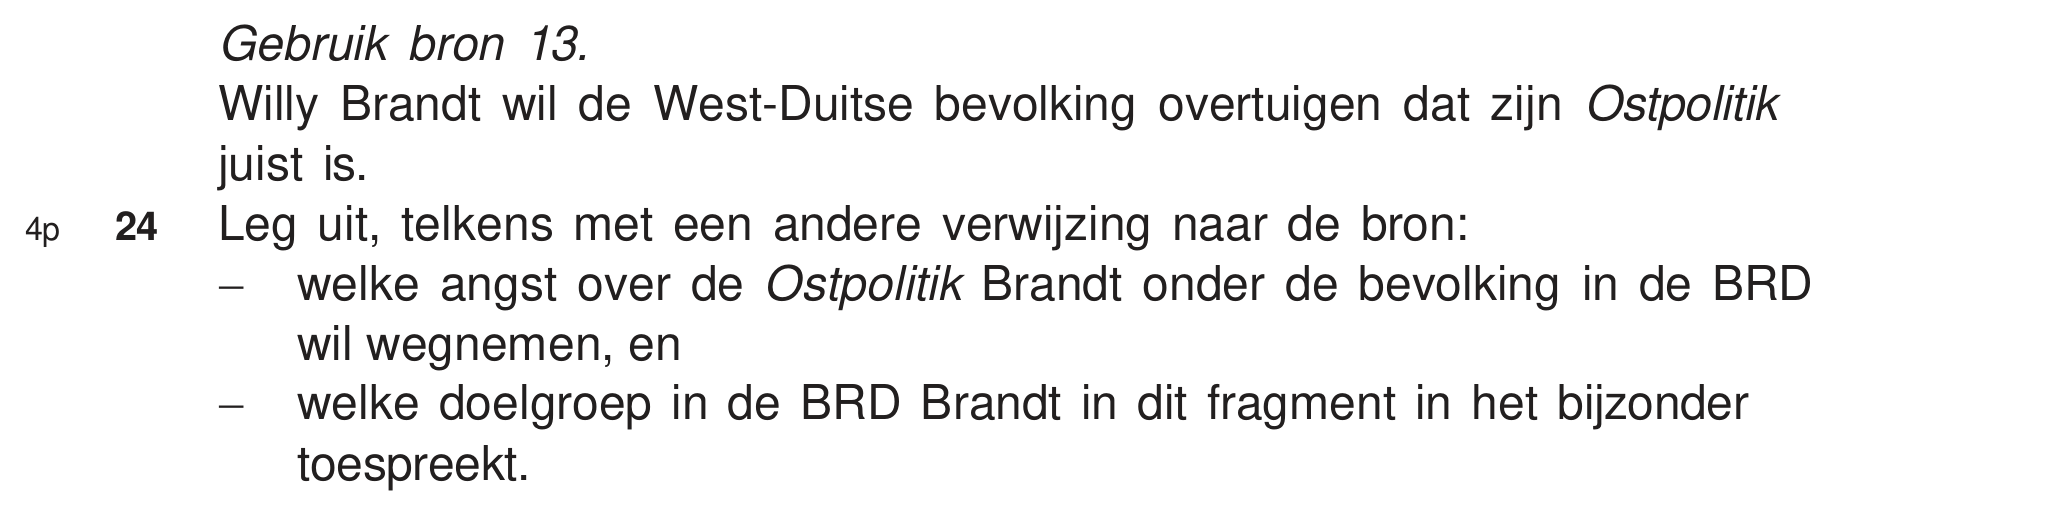 Gebruik bron 13.
Willy Brandt wil de West-Duitse bevolking overtuigen dat zijn Ostpolitik
juist is.
4p 24 Leg uit, telkens met een andere verwijzing naar de bron:
– welke angst over de Ostpolitik Brandt onder de bevolking in de BRD
wil wegnemen, en
– welke doelgroep in de BRD Brandt in dit fragment in het bijzonder
toespreekt.